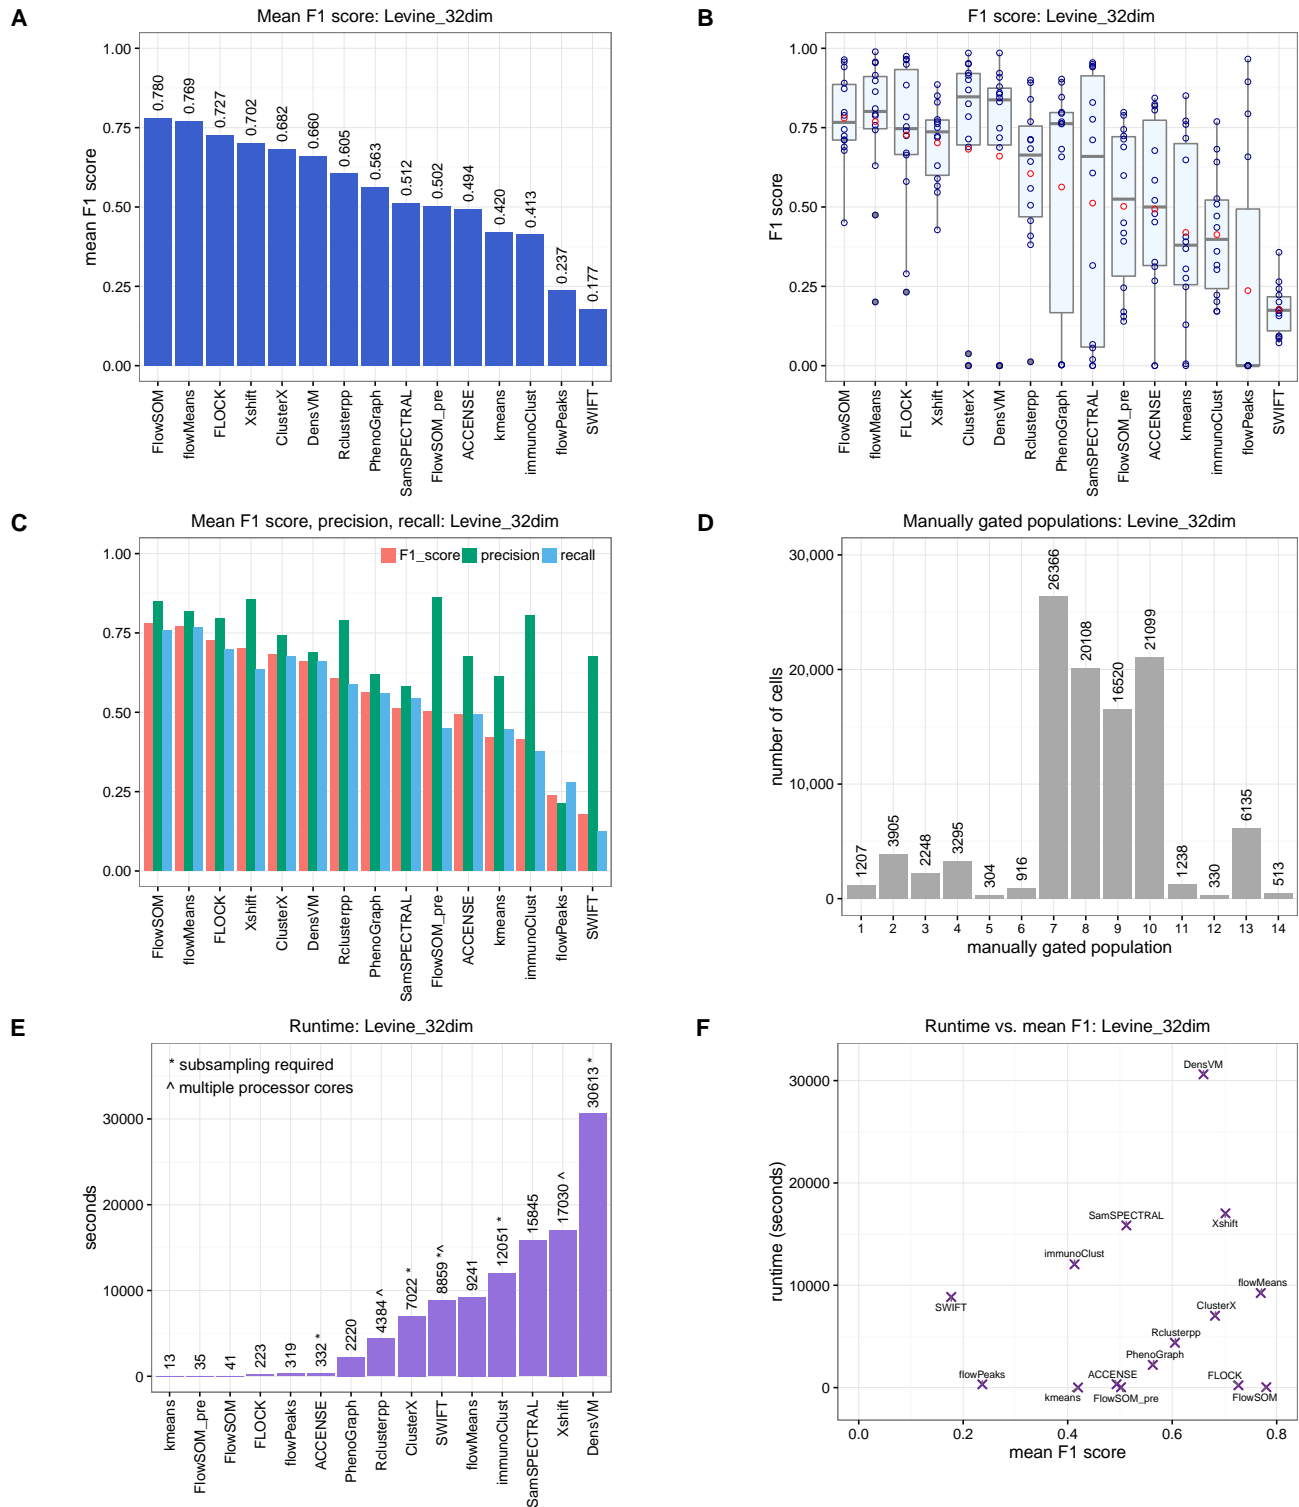 A
Mean F1 score: Levine_32dim
mean F1 score
1.00
0.75
0.50
0.25
0.00
0.780
0.769
0.727
0.702
0.682
0.660
0.605
0.563
0.512
0.502
0.494
0.420
0.413
0.237
0.177
FlowSOM
flowMeans
FLOCK
Xshift
ClusterX
DensVM
Rclusterpp
PhenoGraph
SamSPECTRAL
FlowSOM_pre
ACCENSE
kmeans
immunoClust
flowPeaks
SWIFT
B
F1 score: Levine_32dim
F1 score
1.00
0.75
0.50
0.25
0.00
FlowSOM
flowMeans
FLOCK
Xshift
ClusterX
DensVM
Rclusterpp
PhenoGraph
SamSPECTRAL
FlowSOM_pre
ACCENSE
kmeans
immunoClust
flowPeaks
SWIFT
C
Mean F1 score, precision, recall: Levine_32dim
F1_score precision recall
1.00
0.75
0.50
0.25
0.00
FlowSOM
flowMeans
FLOCK
Xshift
ClusterX
DensVM
Rclusterpp
PhenoGraph
SamSPECTRAL
FlowSOM_pre
ACCENSE
kmeans
immunoClust
flowPeaks
SWIFT
D
Manually gated populations: Levine_32dim
number of cells
30,000
20,000
10,000
0
1207
3905
2248
3295
304
916
26366
20108
16520
21099
1238
330
6135
513
1 2 3 4 5 6 7 8 9 10 11 12 13 14
manually gated population
E
Runtime: Levine_32dim
* subsampling required
^ multiple processor cores
seconds
30000
20000
10000
0
13
35
41
223
319
332 *
2220
4384 ^
7022 *
8859 *^
9241
12051 *
15845
17030 ^
30613 *
kmeans
FlowSOM_pre
FlowSOM
FLOCK
flowPeaks
ACCENSE
PhenoGraph
Rclusterpp
ClusterX
SWIFT
flowMeans
immunoClust
SamSPECTRAL
Xshift
DensVM
F
Runtime vs. mean F1: Levine_32dim
runtime (seconds)
30000
20000
10000
0
DensVM
SamSPECTRAL
Xshift
immunoClust
flowMeans
SWIFT
ClusterX
Rclusterpp
PhenoGraph
flowPeaks
ACCENSE
FLOCK
kmeans
FlowSOM_pre
FlowSOM
0.0 0.2 0.4 0.6 0.8
mean F1 score